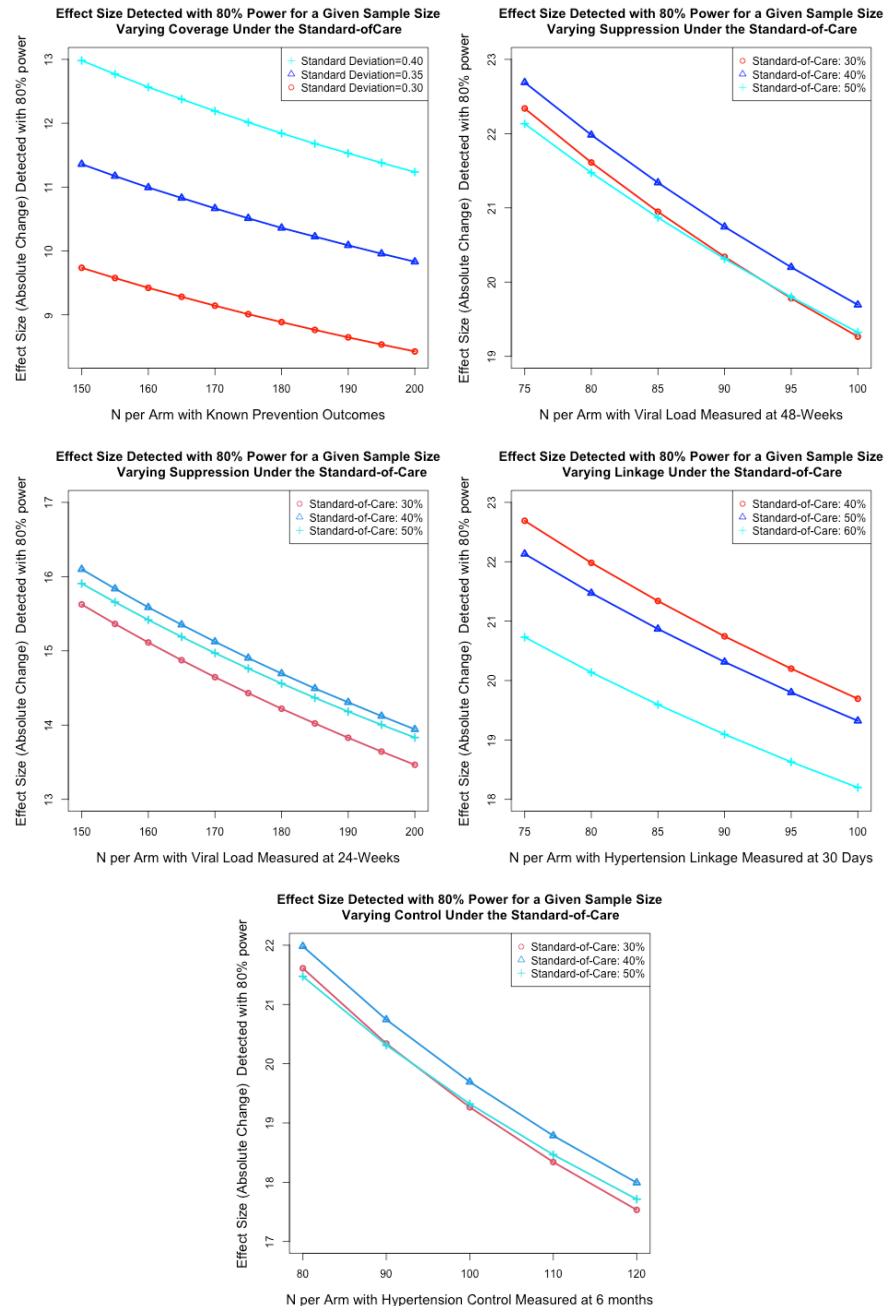 Effect Size Detected with 80% Power for a Given Sample Size
Varying Coverage Under the Standard-ofCare
Effect Size (Absolute Change) Detected with 80% power
13
12
11
10
9
Standard Deviation=0.40
Standard Deviation=0.35
Standard Deviation=0.30
150 160 170 180 190 200
N per Arm with Known Prevention Outcomes
Effect Size Detected with 80% Power for a Given Sample Size
Varying Suppression Under the Standard-of-Care
Effect Size (Absolute Change) Detected with 80% power
23
22
21
20
19
Standard-of-Care: 30%
Standard-of-Care: 40%
Standard-of-Care: 50%
75 80 85 90 95 100
N per Arm with Viral Load Measured at 48-Weeks
Effect Size Detected with 80% Power for a Given Sample Size
Varying Suppression Under the Standard-of-Care
Effect Size (Absolute Change) Detected with 80% power
17
16
15
14
13
Standard-of-Care: 30%
Standard-of-Care: 40%
Standard-of-Care: 50%
150 160 170 180 190 200
N per Arm with Viral Load Measured at 24-Weeks
Effect Size Detected with 80% Power for a Given Sample Size
Varying Linkage Under the Standard-of-Care
Effect Size (Absolute Change) Detected with 80% power
23
22
21
20
19
18
Standard-of-Care: 40%
Standard-of-Care: 50%
Standard-of-Care: 60%
75 80 85 90 95 100
N per Arm with Hypertension Linkage Measured at 30 Days
Effect Size Detected with 80% Power for a Given Sample Size
Varying Control Under the Standard-of-Care
Effect Size (Absolute Change) Detected with 80% power
22
21
20
19
18
17
Standard-of-Care: 30%
Standard-of-Care: 40%
Standard-of-Care: 50%
80 90 100 110 120
N per Arm with Hypertension Control Measured at 6 months